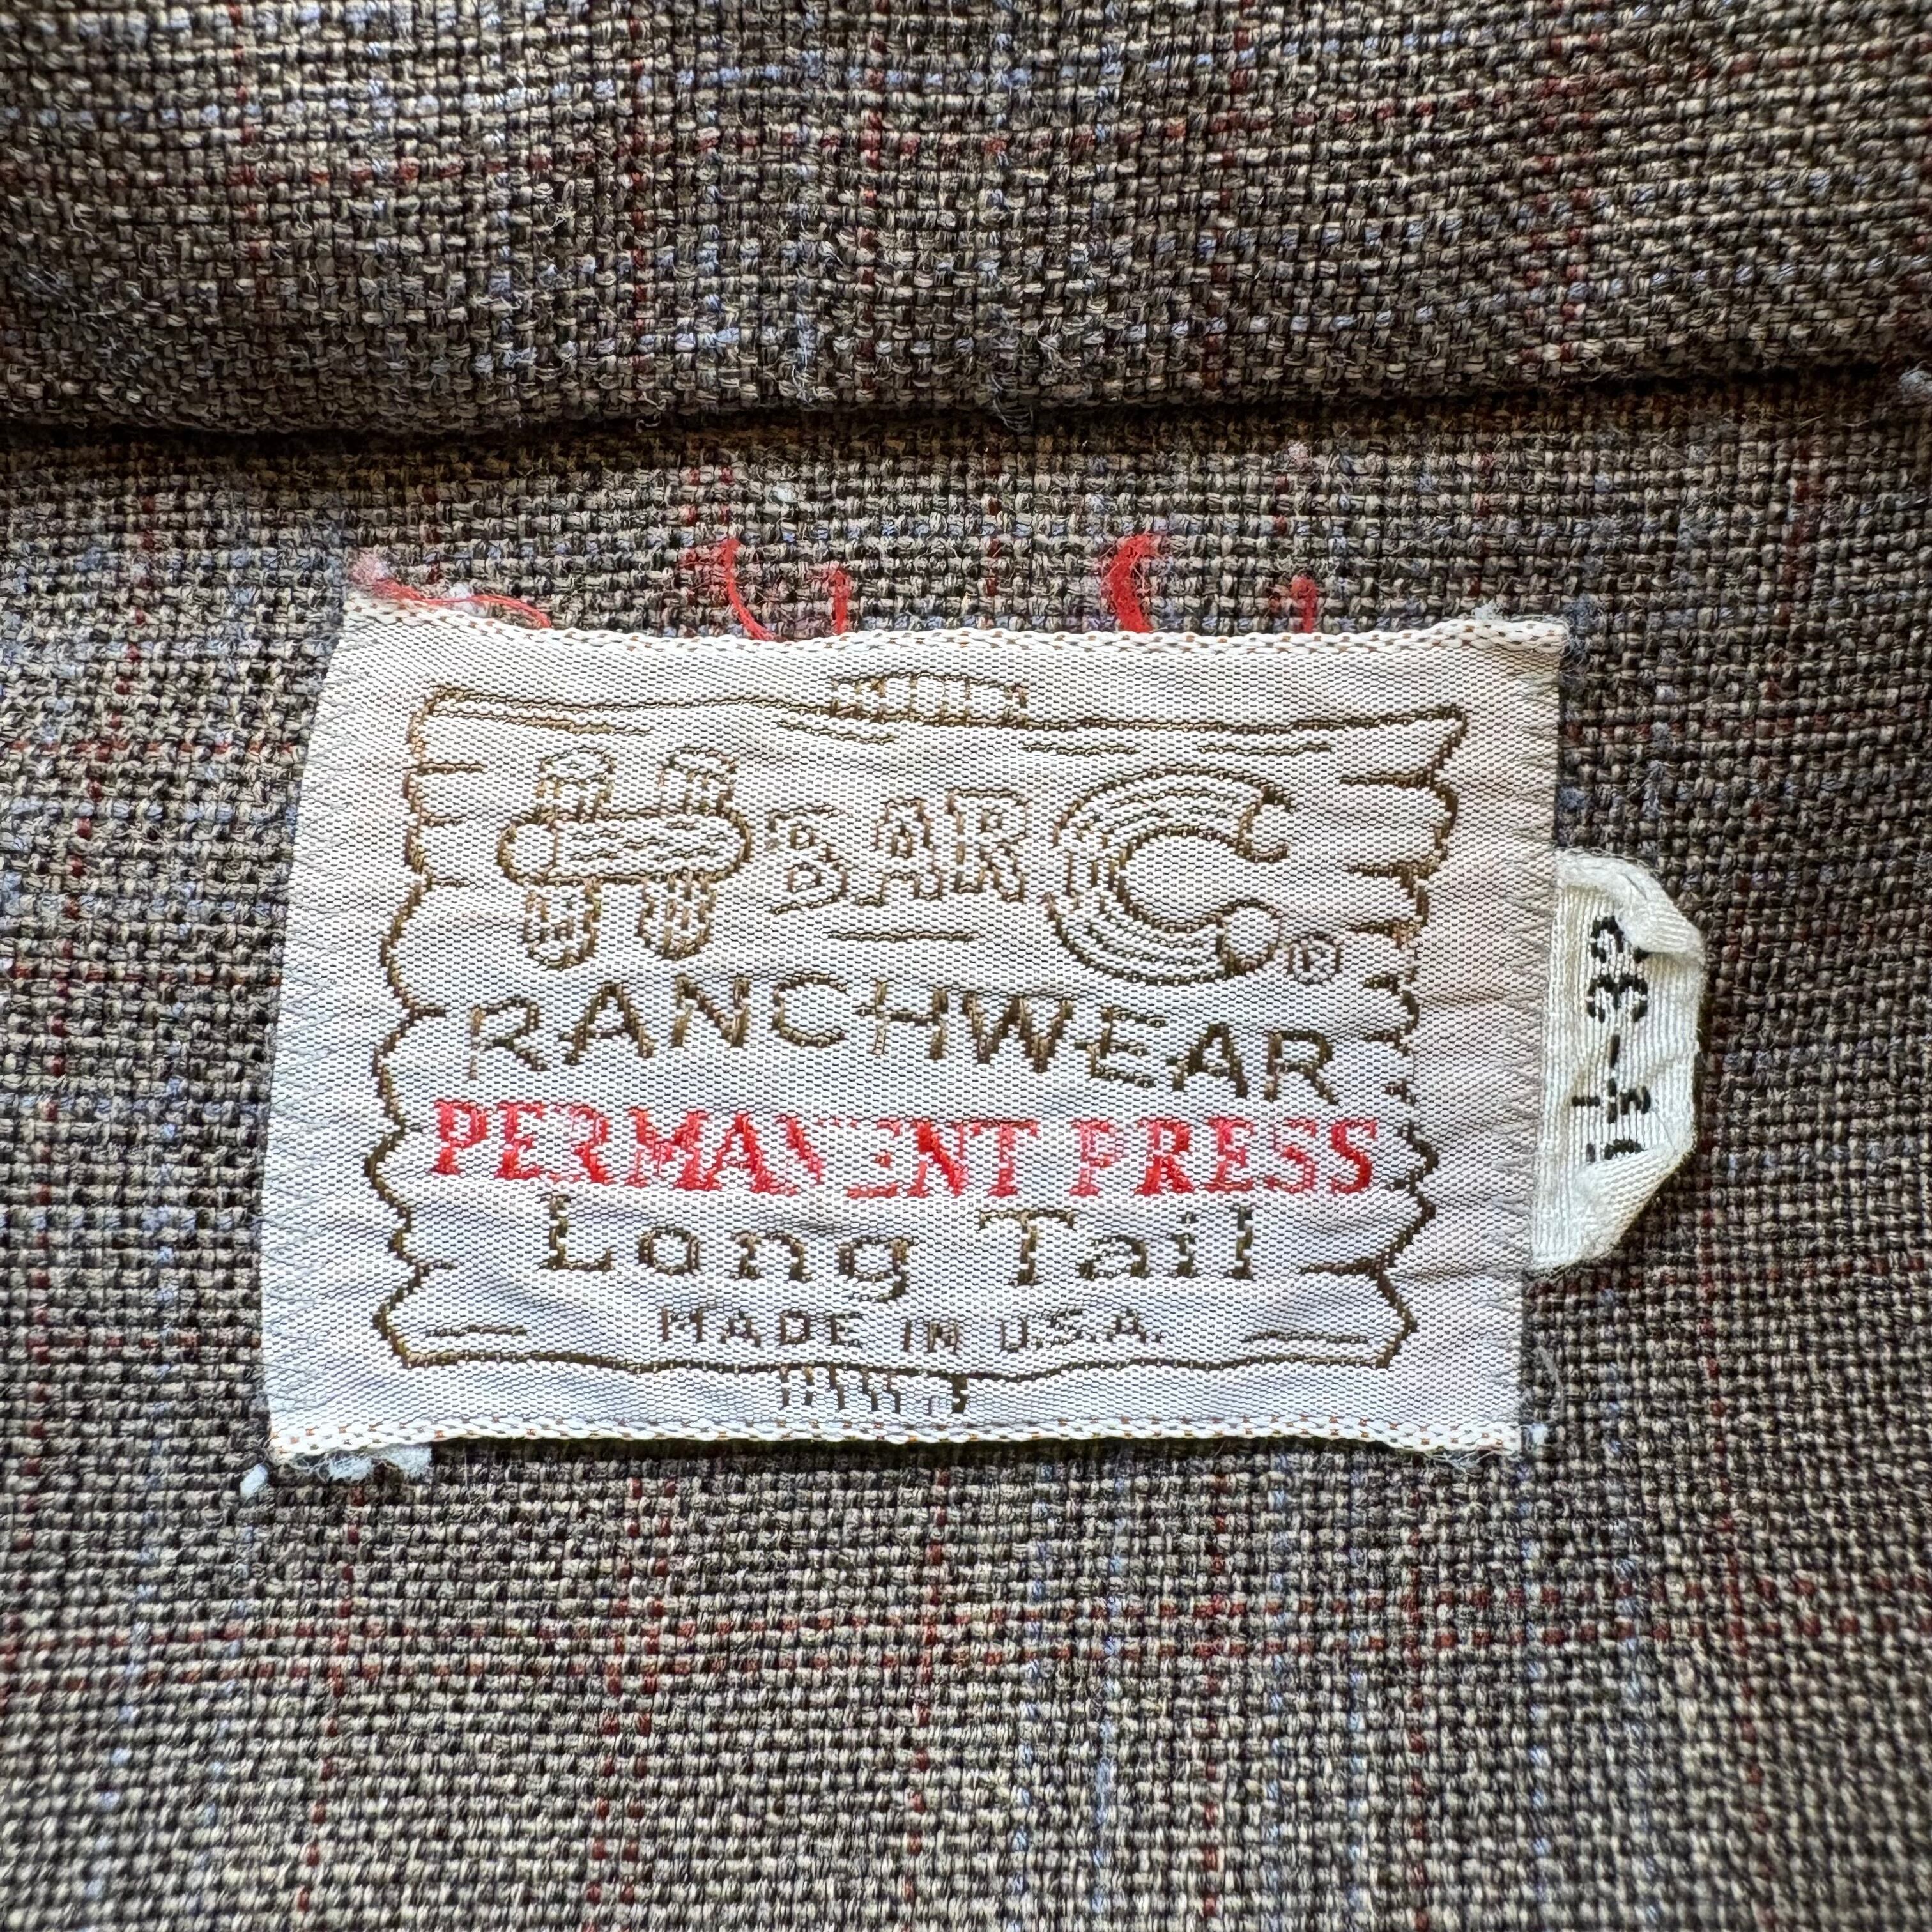 H BAR C®
RANCHWEAR
PERMANENT PRESS
Long Tail
MADE IN U.S.A.